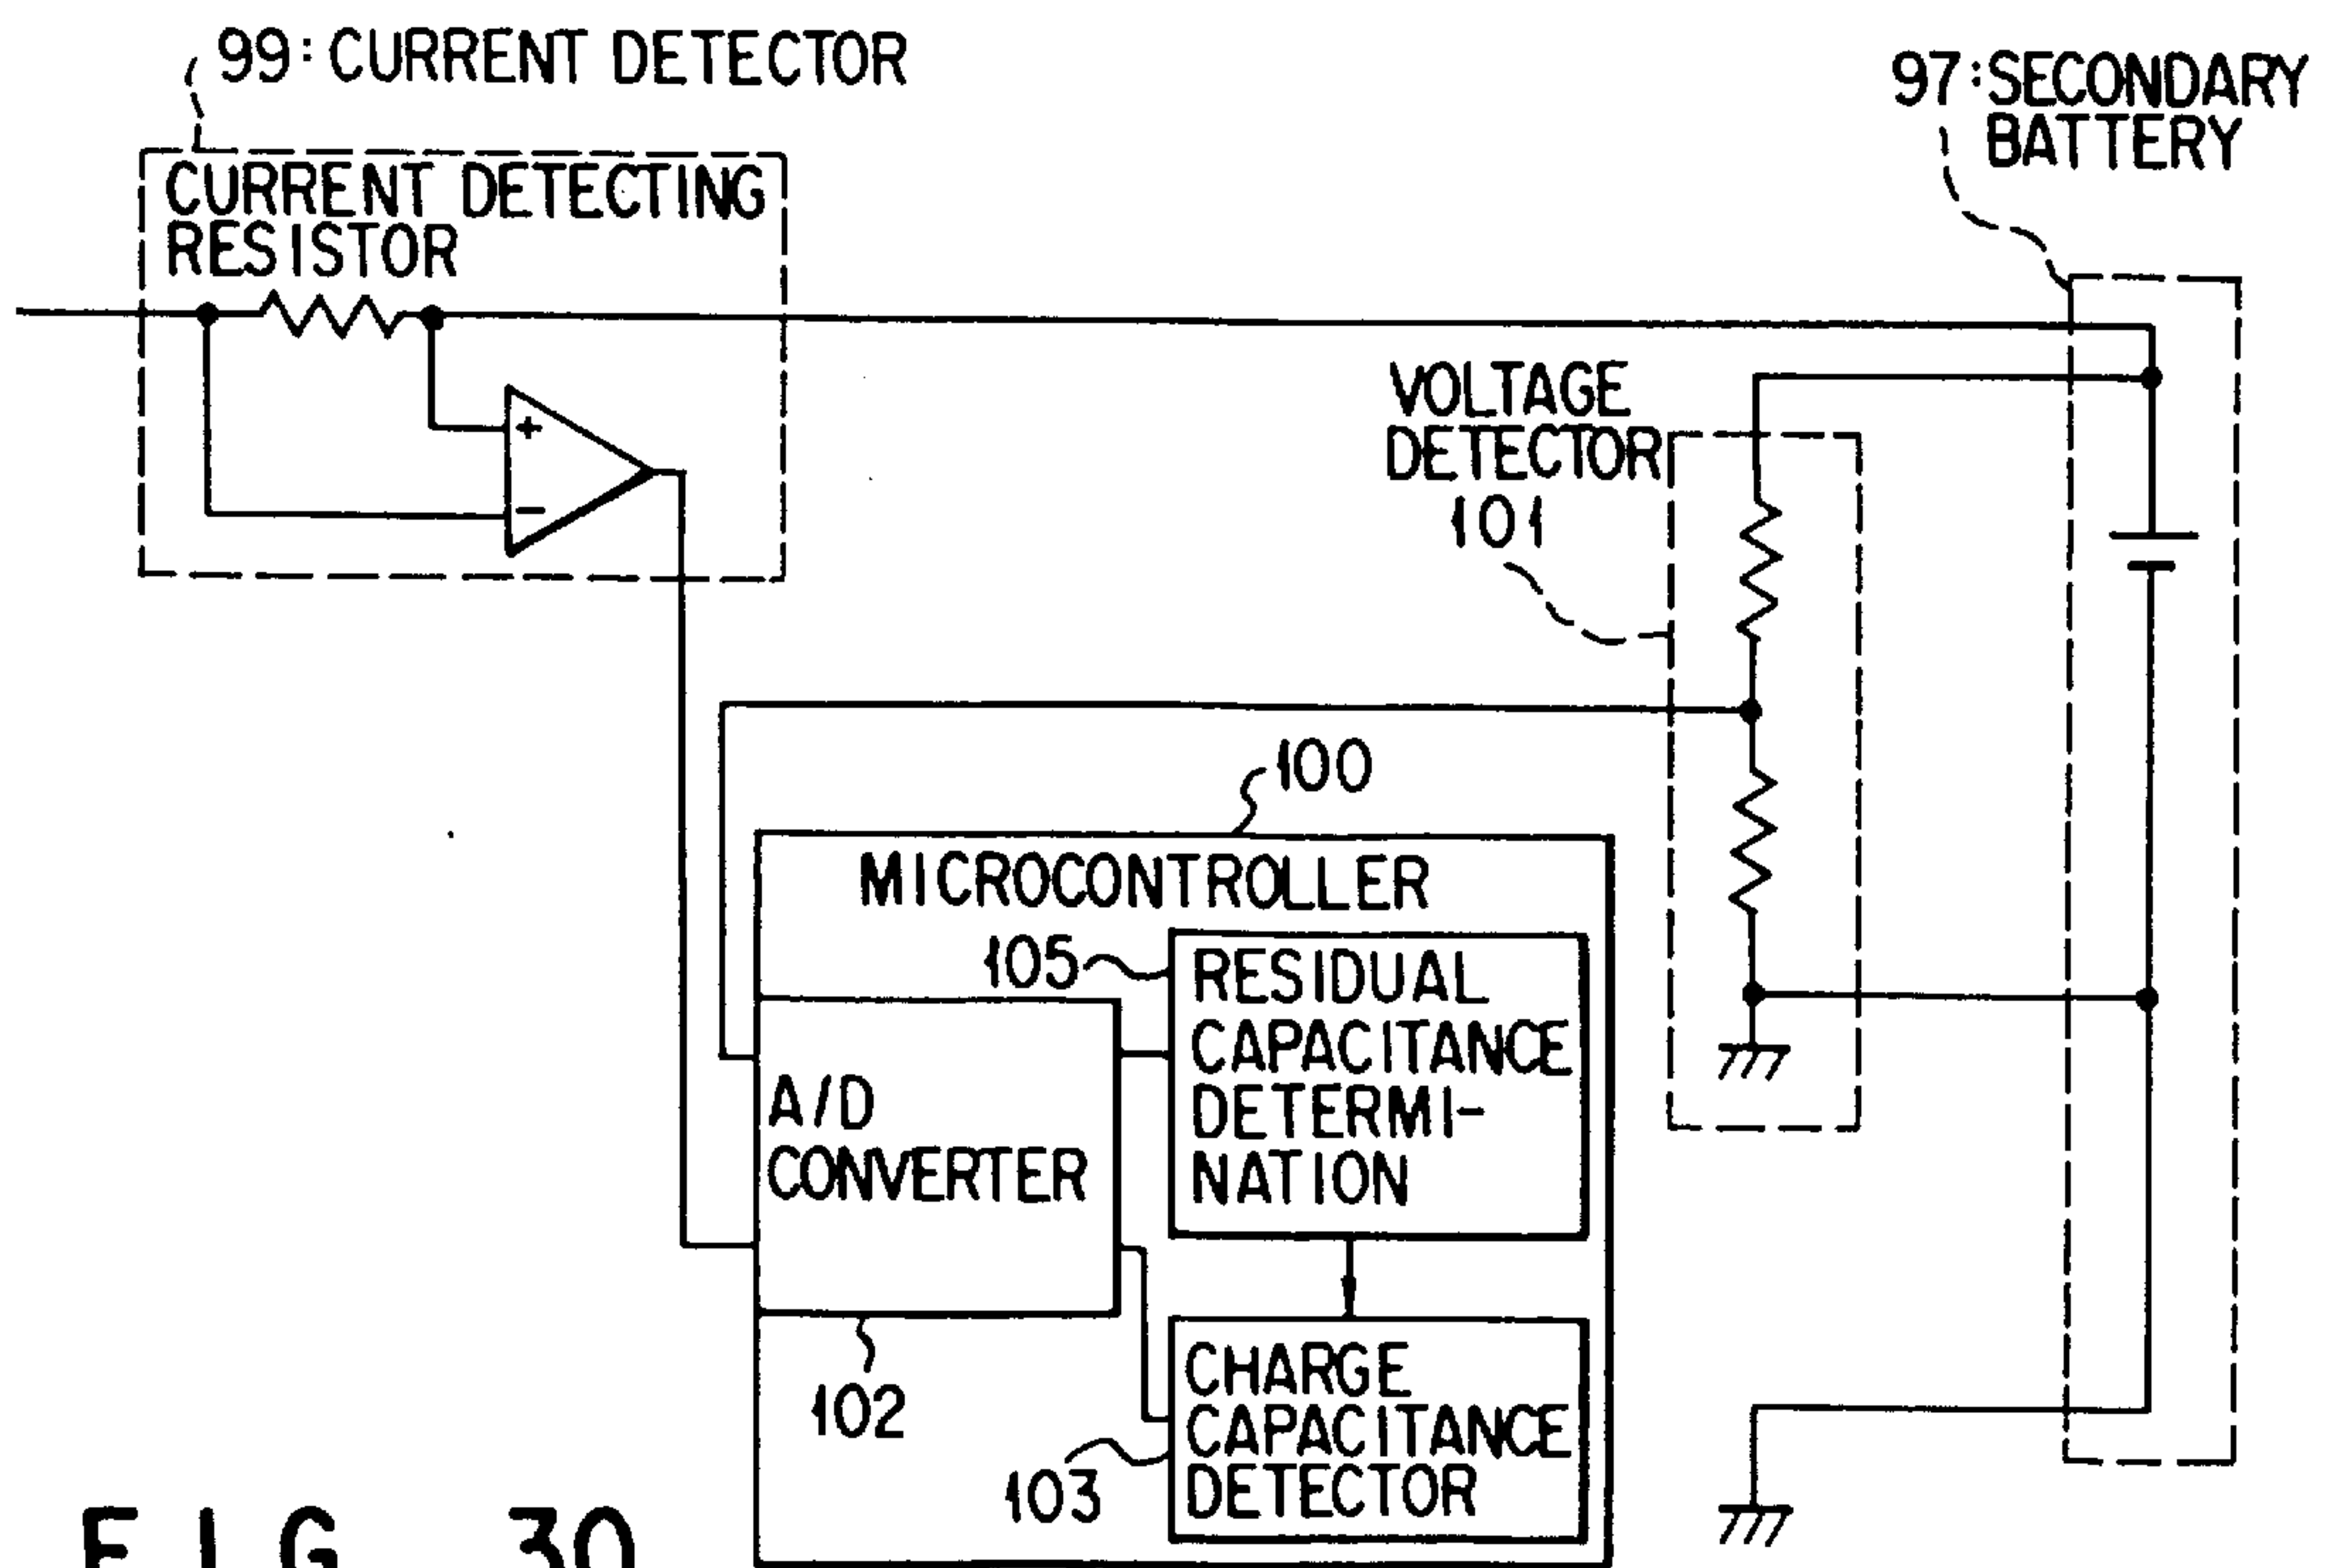 99: CURRENT DETECTOR
97: SECONDARY
BATTERY
CURRENT DETECTING
RESISTOR
+
−
VOLTAGE
DETECTOR
101
100
MICROCONTROLLER
105
RESIDUAL
CAPACITANCE
DETERMI-
NATION
A/D
CONVERTER
102
CHARGE
CAPACITANCE
DETECTOR
103
FIG. 30